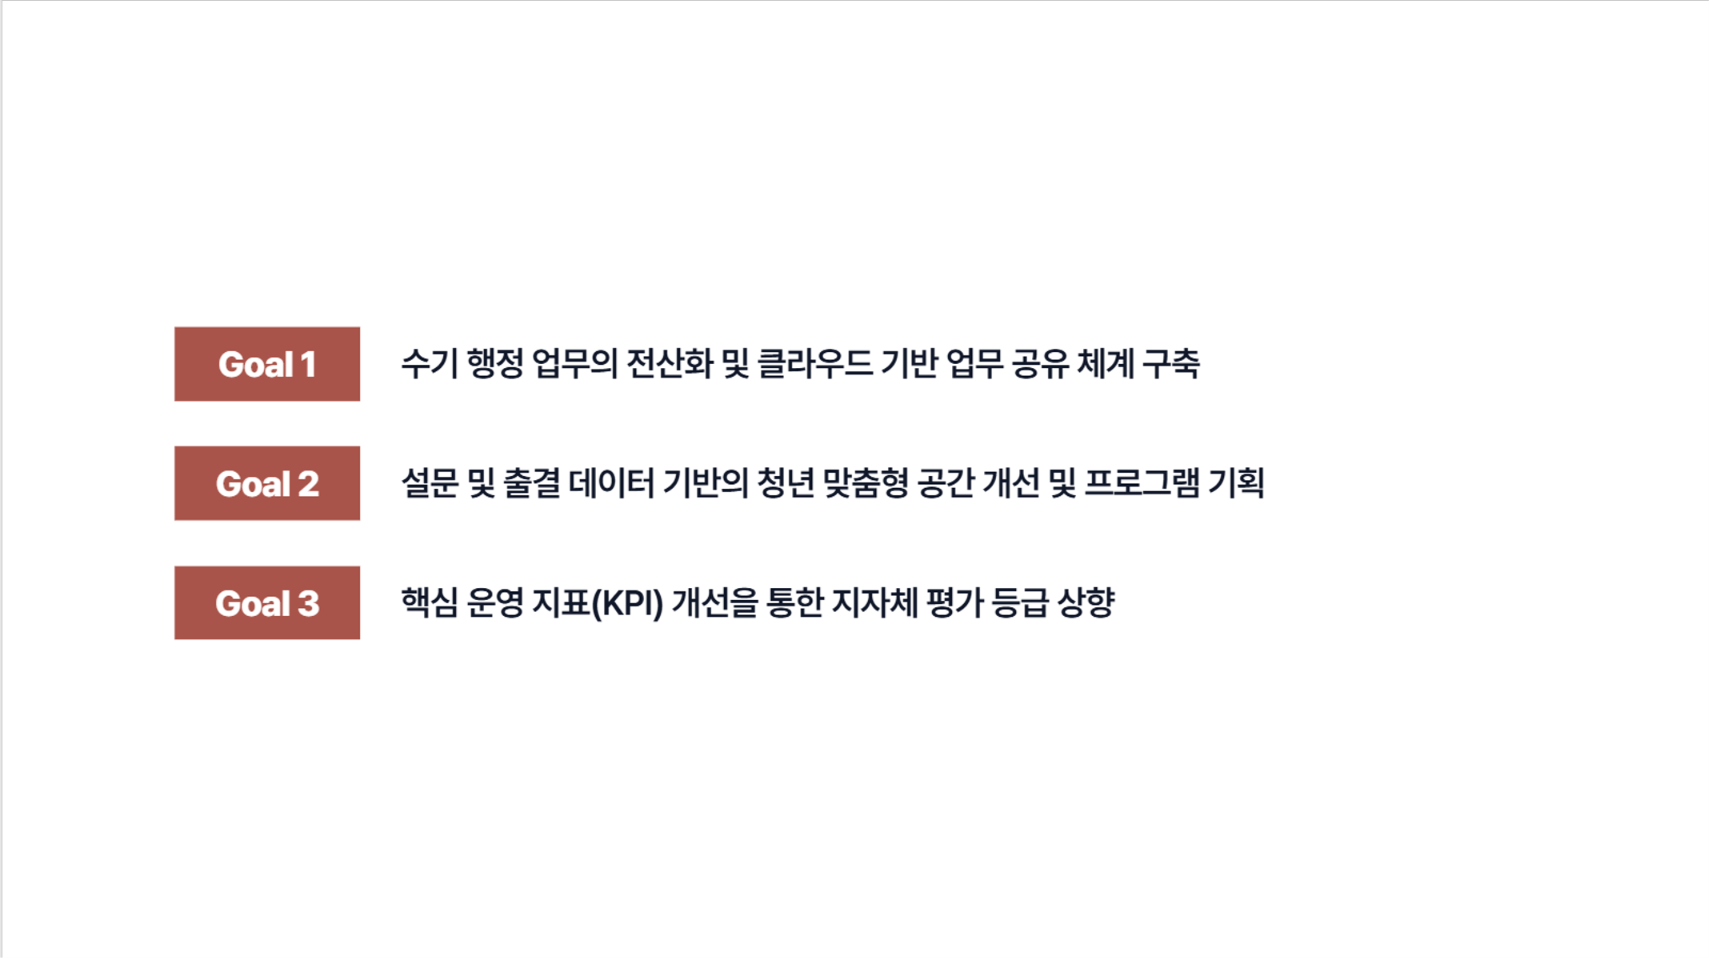 Goal 1 수기 행정 업무의 전산화 및 클라우드 기반 업무 공유 체계 구축
Goal 2 설문 및 출결 데이터 기반의 청년 맞춤형 공간 개선 및 프로그램 기획
Goal 3 핵심 운영 지표(KPI) 개선을 통한 지자체 평가 등급 상향